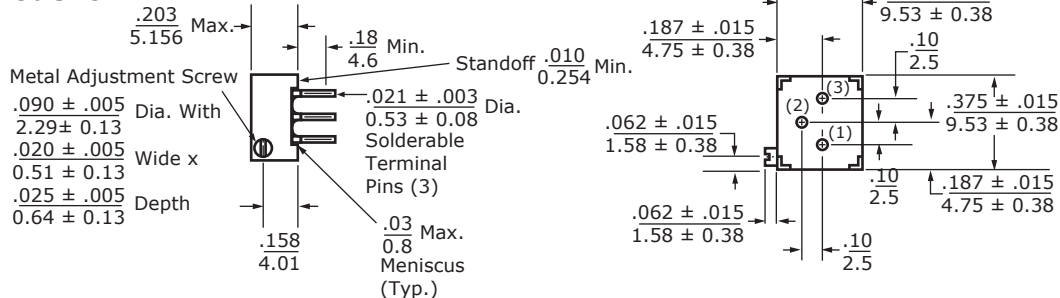 .203
5.156 Max.
.18
4.6 Min.
Standoff .010
0.254 Min.
Metal Adjustment Screw
.090 ± .005
2.29± 0.13 Dia. With
.020 ± .005
0.51 ± 0.13 Wide x
.025 ± .005
0.64 ± 0.13 Depth
.021 ± .003
0.53 ± 0.08 Dia.
Solderable
Terminal
Pins (3)
.158
4.01
.03
0.8 Max.
Meniscus
(Typ.)
9.53 ± 0.38
.187 ± .015
4.75 ± 0.38
.10
2.5
(3)
(2)
(1)
.375 ± .015
9.53 ± 0.38
.062 ± .015
1.58 ± 0.38
.10
2.5
.187 ± .015
4.75 ± 0.38
.062 ± .015
1.58 ± 0.38
.10
2.5